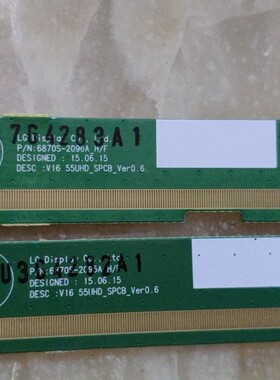 7G4283A1
LG Display Co., Ltd.
P/N:6870S-2096A H/F
DESIGNED : 15.06.15
DESC :V16 55UHD_SPCB_Ver0.6
LG Display Co., Ltd
P/N:6870S-2095A H/F
DESIGNED : 15.06.15
DESC :V16 55UHD_SPCB_Ver0.6